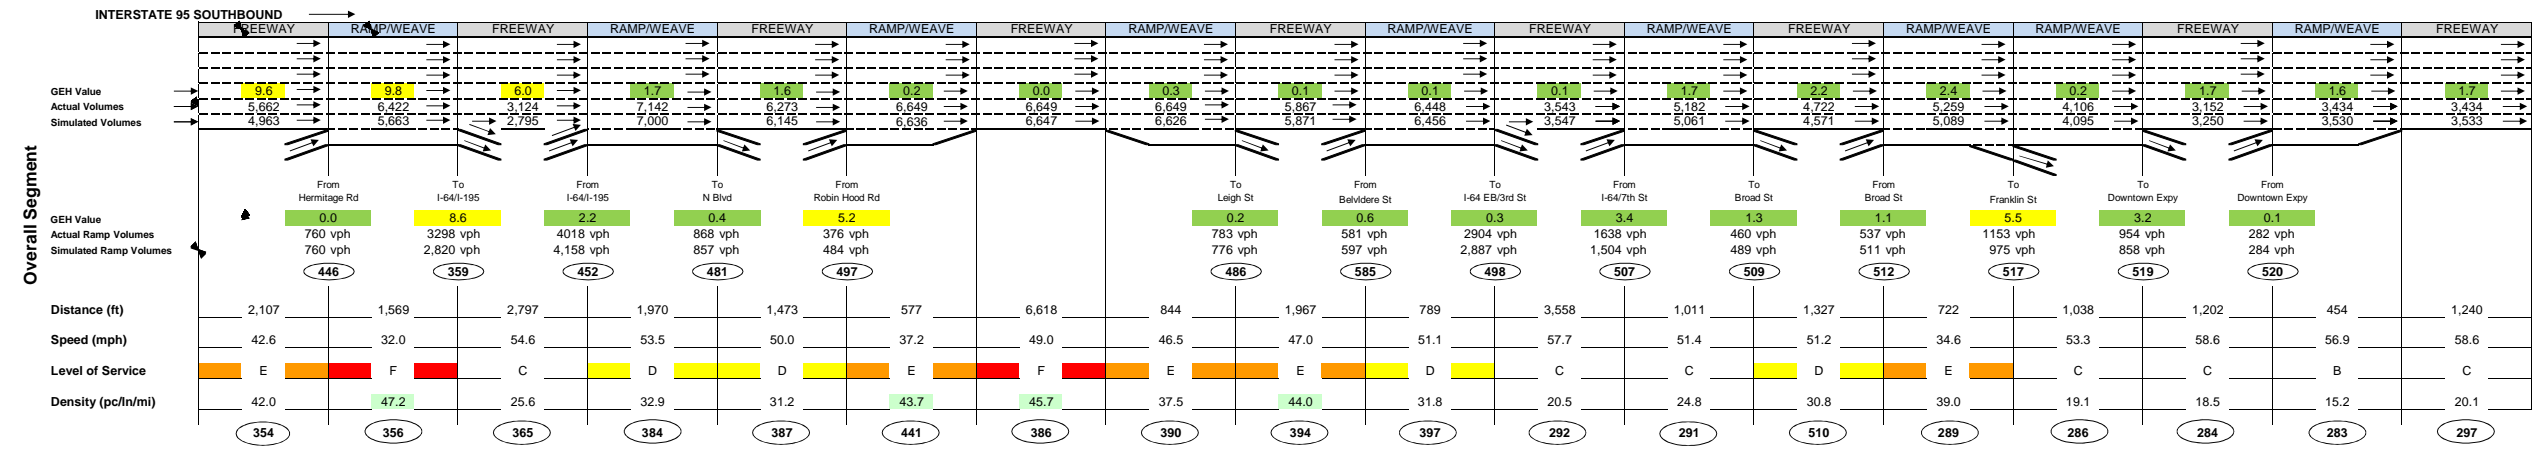 INTERSTATE 95 SOUTHBOUND
FREEWAY RAMP/WEAVE FREEWAY RAMP/WEAVE FREEWAY RAMP/WEAVE FREEWAY RAMP/WEAVE FREEWAY RAMP/WEAVE FREEWAY RAMP/WEAVE FREEWAY RAMP/WEAVE RAMP/WEAVE FREEWAY RAMP/WEAVE FREEWAY
GEH Value 9.6 9.8 6.0 1.7 1.6 0.2 0.0 0.3 0.1 0.1 0.1 1.7 2.2 2.4 0.2 1.7 1.6 1.7
Actual Volumes 5,662 6,422 3,124 7,142 6,273 6,649 6,649 6,649 5,867 6,448 3,543 5,182 4,722 5,259 4,106 3,152 3,434 3,434
Simulated Volumes 4,963 5,663 2,795 7,000 6,145 6,636 6,647 6,626 5,871 6,456 3,547 5,061 4,571 5,089 4,095 3,250 3,530 3,533
Overall Segment
From To From To From To From To From To From To To From
Hermitage Rd I-64/I-195 I-64/I-195 N Blvd Robin Hood Rd Leigh St Belvldere St I-64 EB/3rd St I-64/7th St Broad St Broad St Franklin St Downtown Expy Downtown Expy
GEH Value 0.0 8.6 2.2 0.4 5.2 0.2 0.6 0.3 3.4 1.3 1.1 5.5 3.2 0.1
Actual Ramp Volumes 760 vph 3298 vph 4018 vph 868 vph 376 vph 783 vph 581 vph 2904 vph 1638 vph 460 vph 537 vph 1153 vph 954 vph 282 vph
Simulated Ramp Volumes 760 vph 2,820 vph 4,158 vph 857 vph 484 vph 776 vph 597 vph 2,887 vph 1,504 vph 489 vph 511 vph 975 vph 858 vph 284 vph
446 359 452 481 497 486 585 498 507 509 512 517 519 520
Distance (ft) 2,107 1,569 2,797 1,970 1,473 577 6,618 844 1,967 789 3,558 1,011 1,327 722 1,038 1,202 454 1,240
Speed (mph) 42.6 32.0 54.6 53.5 50.0 37.2 49.0 46.5 47.0 51.1 57.7 51.4 51.2 34.6 53.3 58.6 56.9 58.6
Level of Service E F C D D E F E E D C C D E C C B C
Density (pc/ln/mi) 42.0 47.2 25.6 32.9 31.2 43.7 45.7 37.5 44.0 31.8 20.5 24.8 30.8 39.0 19.1 18.5 15.2 20.1
354 356 365 384 387 441 386 390 394 397 292 291 510 289 286 284 283 297